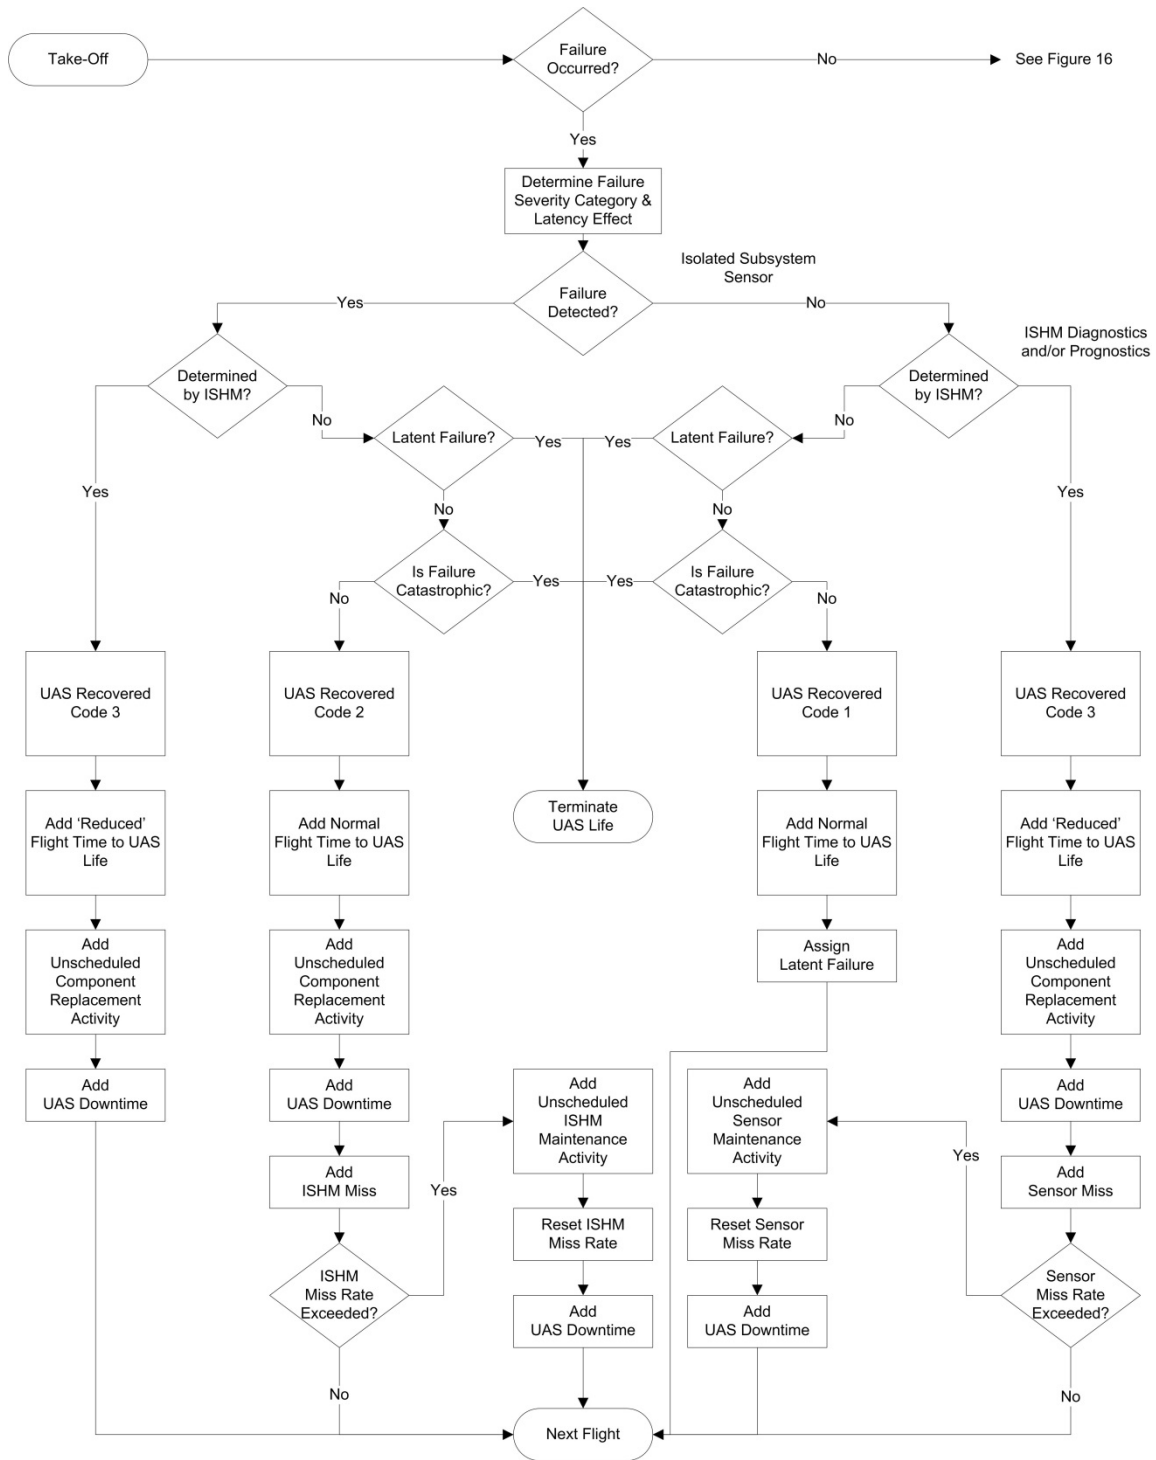 Take-Off
Failure
Occurred?
No
See Figure 16
Yes
Determine Failure
Severity Category &
Latency Effect
Isolated Subsystem
Sensor
Failure
Detected?
Yes
No
ISHM Diagnostics
and/or Prognostics
Determined
by ISHM?
Determined
by ISHM?
No
No
Latent Failure?
Yes
Yes
Latent Failure?
Yes
Yes
No
No
Is Failure
Catastrophic?
Yes
Yes
Is Failure
Catastrophic?
No
No
UAS Recovered
Code 3
UAS Recovered
Code 2
UAS Recovered
Code 1
UAS Recovered
Code 3
Add ‘Reduced’
Flight Time to UAS
Life
Add Normal
Flight Time to UAS
Life
Terminate
UAS Life
Add Normal
Flight Time to UAS
Life
Add ‘Reduced’
Flight Time to UAS
Life
Add
Unscheduled
Component
Replacement
Activity
Add
Unscheduled
Component
Replacement
Activity
Assign
Latent Failure
Add
Unscheduled
Component
Replacement
Activity
Add
UAS Downtime
Add
UAS Downtime
Add
Unscheduled
ISHM
Maintenance
Activity
Add
Unscheduled
Sensor
Maintenance
Activity
Add
UAS Downtime
Add
ISHM Miss
Yes
Yes
Add
Sensor Miss
Reset ISHM
Miss Rate
Reset Sensor
Miss Rate
ISHM
Miss Rate
Exceeded?
Add
UAS Downtime
Add
UAS Downtime
Sensor
Miss Rate
Exceeded?
No
No
Next Flight